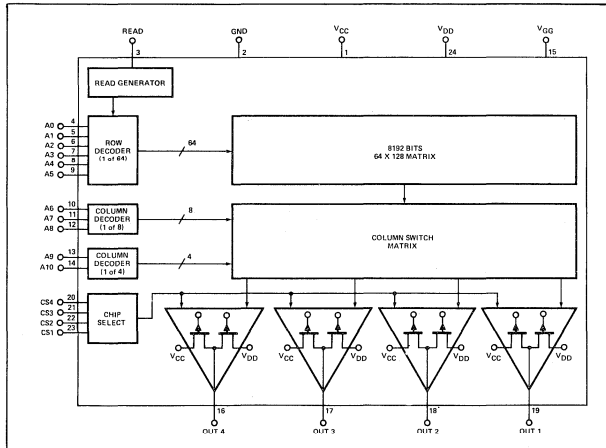 READ GND VCC VDD VGG
3 2 1 24 15
READ GENERATOR
A0 4
A1 5
A2 6
A3 7
A4 8
A5 9
ROW
DECODER
(1 of 64)
64
8192 BITS
64 X 128 MATRIX
A6 10
A7 11
A8 12
COLUMN
DECODER
(1 of 8)
8
COLUMN SWITCH
MATRIX
A9 13
A10 14
COLUMN
DECODER
(1 of 4)
4
CS4 20
CS3 21
CS2 22
CS1 23
CHIP
SELECT
VCC VDD VCC VDD VCC VDD VCC VDD
16 17 18 19
OUT 4 OUT 3 OUT 2 OUT 1